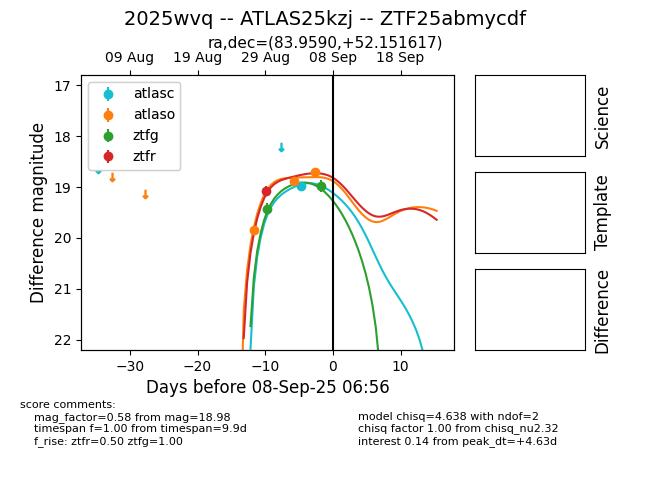 2025wvq -- ATLAS25kzj -- ZTF25abmycdf
ra,dec=(83.9590,+52.151617)
09 Aug 19 Aug 29 Aug 08 Sep 18 Sep
17
18
19
20
21
22
Difference magnitude
atlasc
atlaso
ztfg
ztfr
−30 −20 −10 0 10
Days before 08-Sep-25 06:56
Science
Template
Difference
score comments:
mag_factor=0.58 from mag=18.98
timespan f=1.00 from timespan=9.9d
f_rise: ztfr=0.50 ztfg=1.00
model chisq=4.638 with ndof=2
chisq factor 1.00 from chisq_nu2.32
interest 0.14 from peak_dt=+4.63d